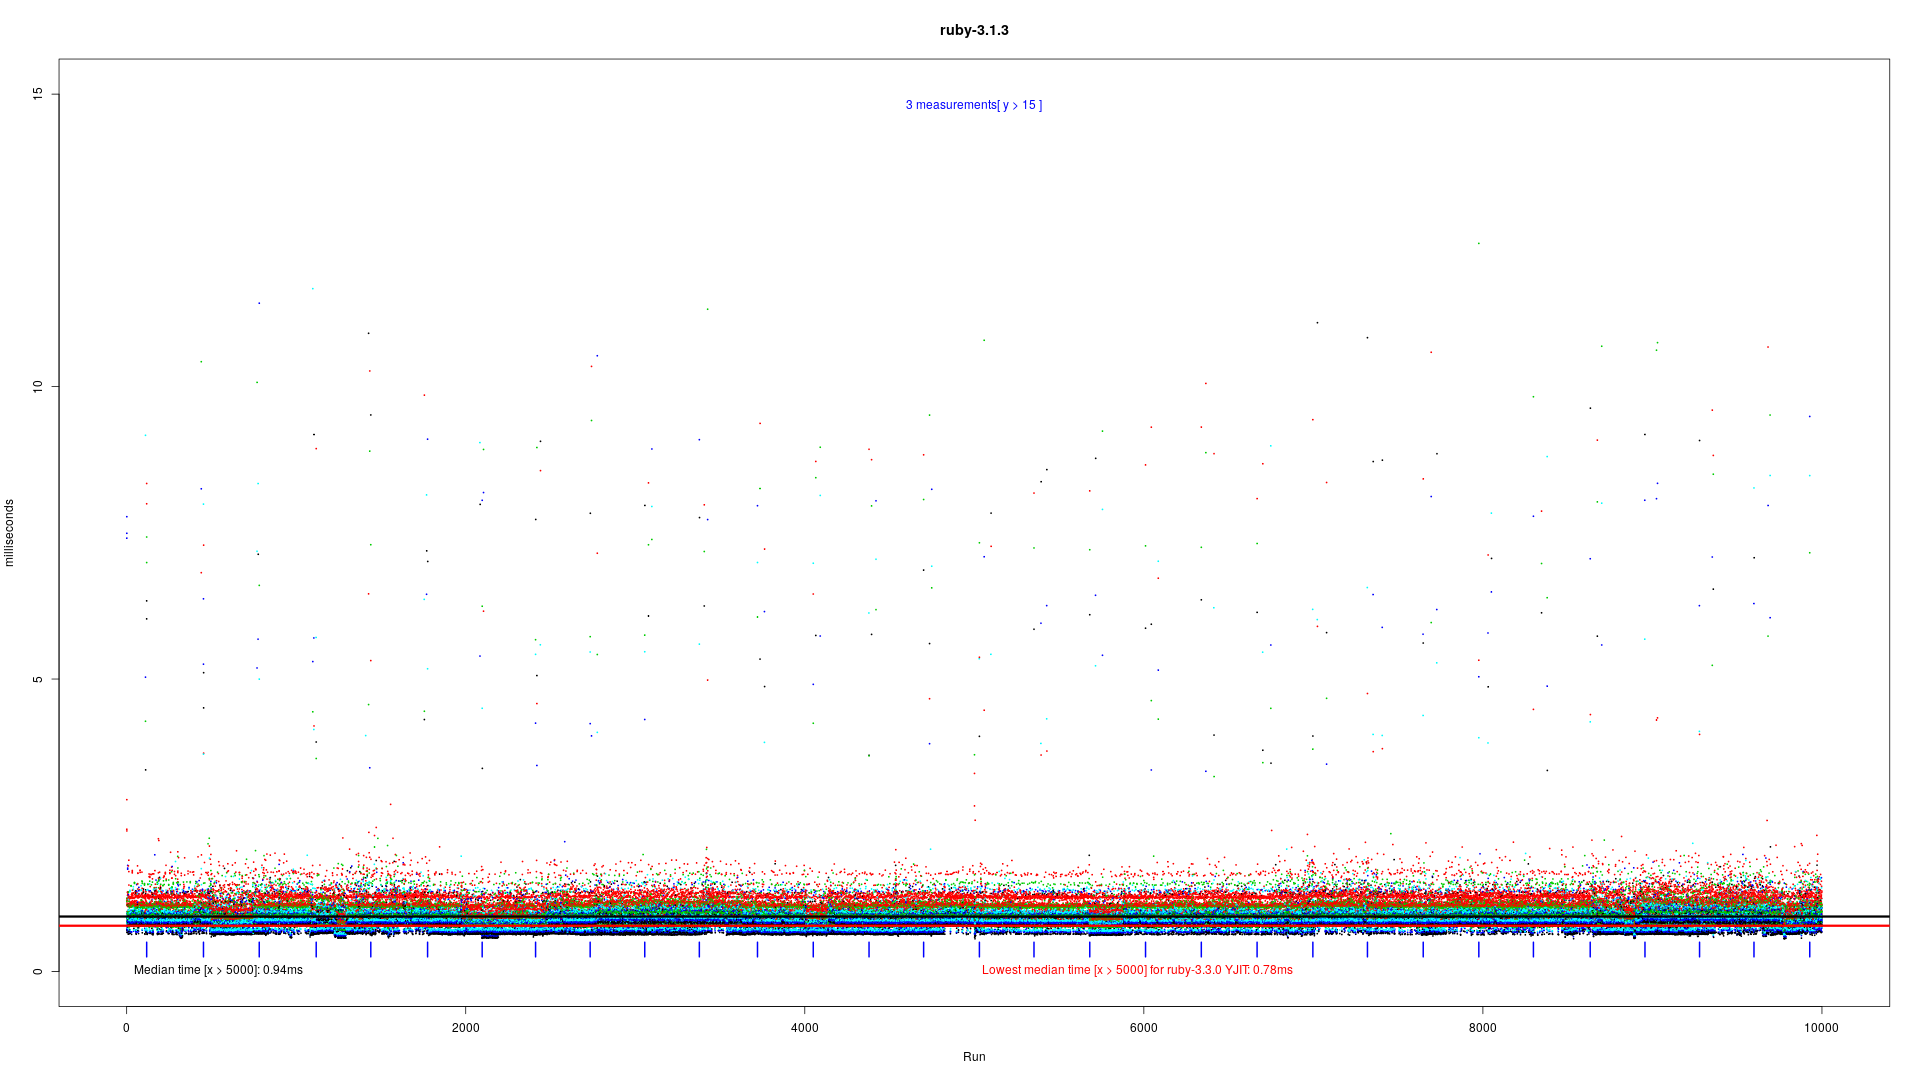 ruby-3.1.3
3 measurements[ y > 15 ]
milliseconds
15
10
5
0
Median time [x > 5000]: 0.94ms
Lowest median time [x > 5000] for ruby-3.3.0 YJIT: 0.78ms
0 2000 4000 6000 8000 10000
Run